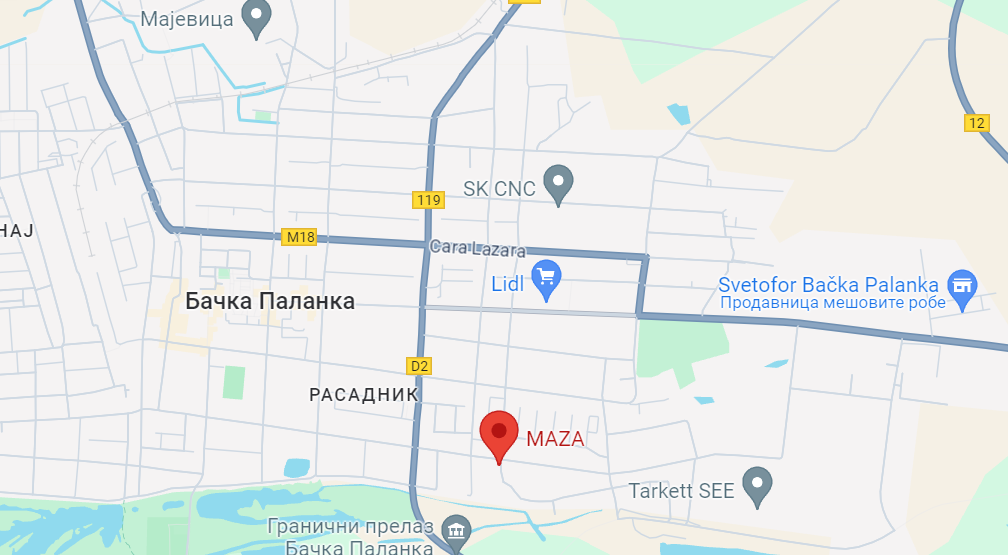 Мајевица
12
SK CNC
119
НАЈ
M18
Cara Lazara
Lidl
Svetofor Bačka Palanka
Продавница мешовите робе
Бачка Паланка
D2
РАСАДНИК
MAZA
Tarkett SEE
Гранични прелаз
Бачка Паланка